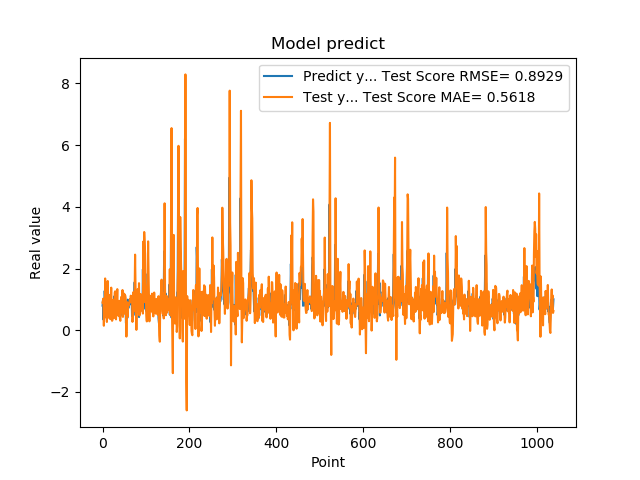 Model predict
Predict y... Test Score RMSE= 0.8929
Test y... Test Score MAE= 0.5618
Real value
8
6
4
2
0
−2
0 200 400 600 800 1000
Point